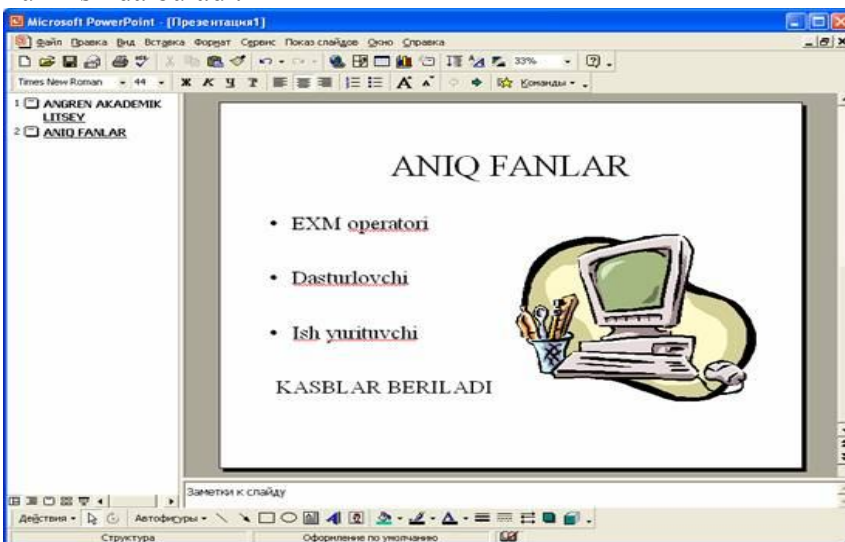 Microsoft PowerPoint - [Презентация1]
Файл Правка Вид Вставка Формат Сервис Показ слайдов Окно Справка
33%
Times New Roman 44 Ж К Ч Т Команды
1 ANGREN AKADEMIK
LITSEY
2 ANIQ FANLAR
ANIQ FANLAR
• EXM operatori
• Dasturlovchi
• Ish yurituvchi
KASBLAR BERILADI
Заметки к слайду
Действия Автофигуры
Структура Оформление по умолчанию